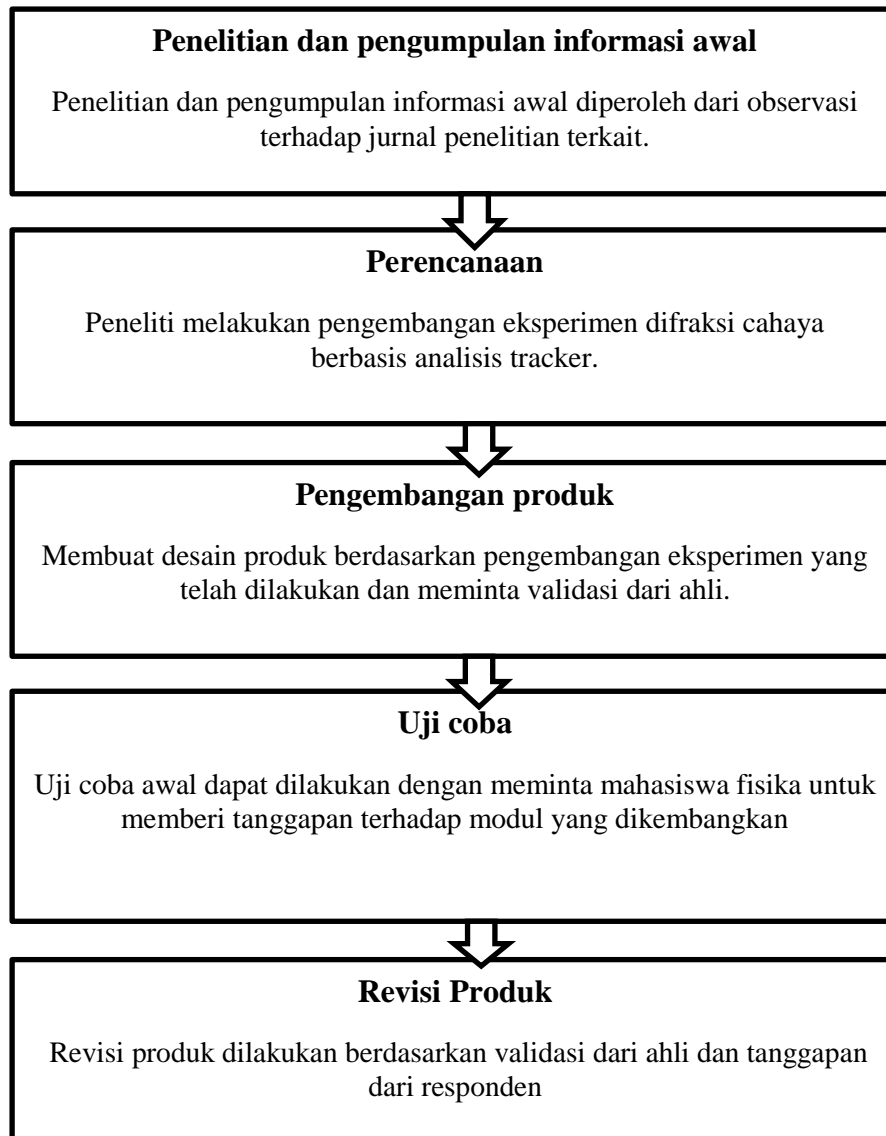 Penelitian dan pengumpulan informasi awal
Penelitian dan pengumpulan informasi awal diperoleh dari observasi
terhadap jurnal penelitian terkait.
Perencanaan
Peneliti melakukan pengembangan eksperimen difraksi cahaya
berbasis analisis tracker.
Pengembangan produk
Membuat desain produk berdasarkan pengembangan eksperimen yang
telah dilakukan dan meminta validasi dari ahli.
Uji coba
Uji coba awal dapat dilakukan dengan meminta mahasiswa fisika untuk
memberi tanggapan terhadap modul yang dikembangkan
Revisi Produk
Revisi produk dilakukan berdasarkan validasi dari ahli dan tanggapan
dari responden